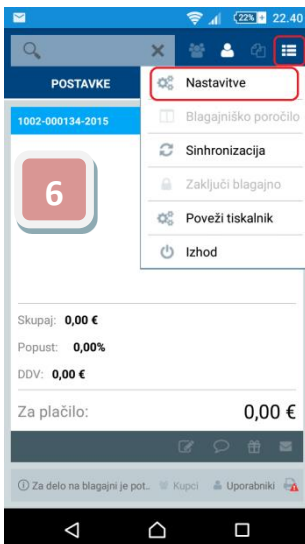 22% 22.40
POSTAVKE
Nastavitve
1002-000134-2015
Blagajniško poročilo
Sinhronizacija
6
Zaključi blagajno
Poveži tiskalnik
Izhod
Skupaj: 0,00 €
Popust: 0,00%
DDV: 0,00 €
Za plačilo: 0,00 €
Za delo na blagajni je pot.. Kupci Uporabniki